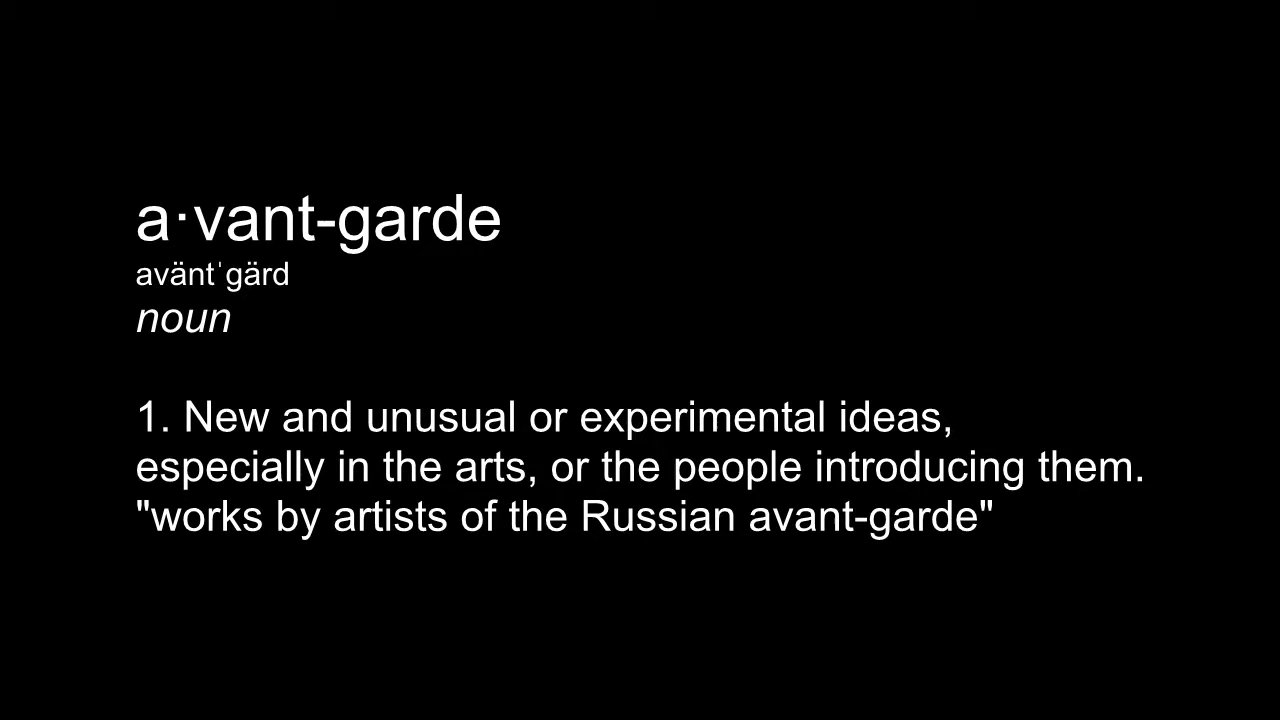 a·vant-garde
aväntˈgärd
noun
1. New and unusual or experimental ideas,
especially in the arts, or the people introducing them.
"works by artists of the Russian avant-garde"